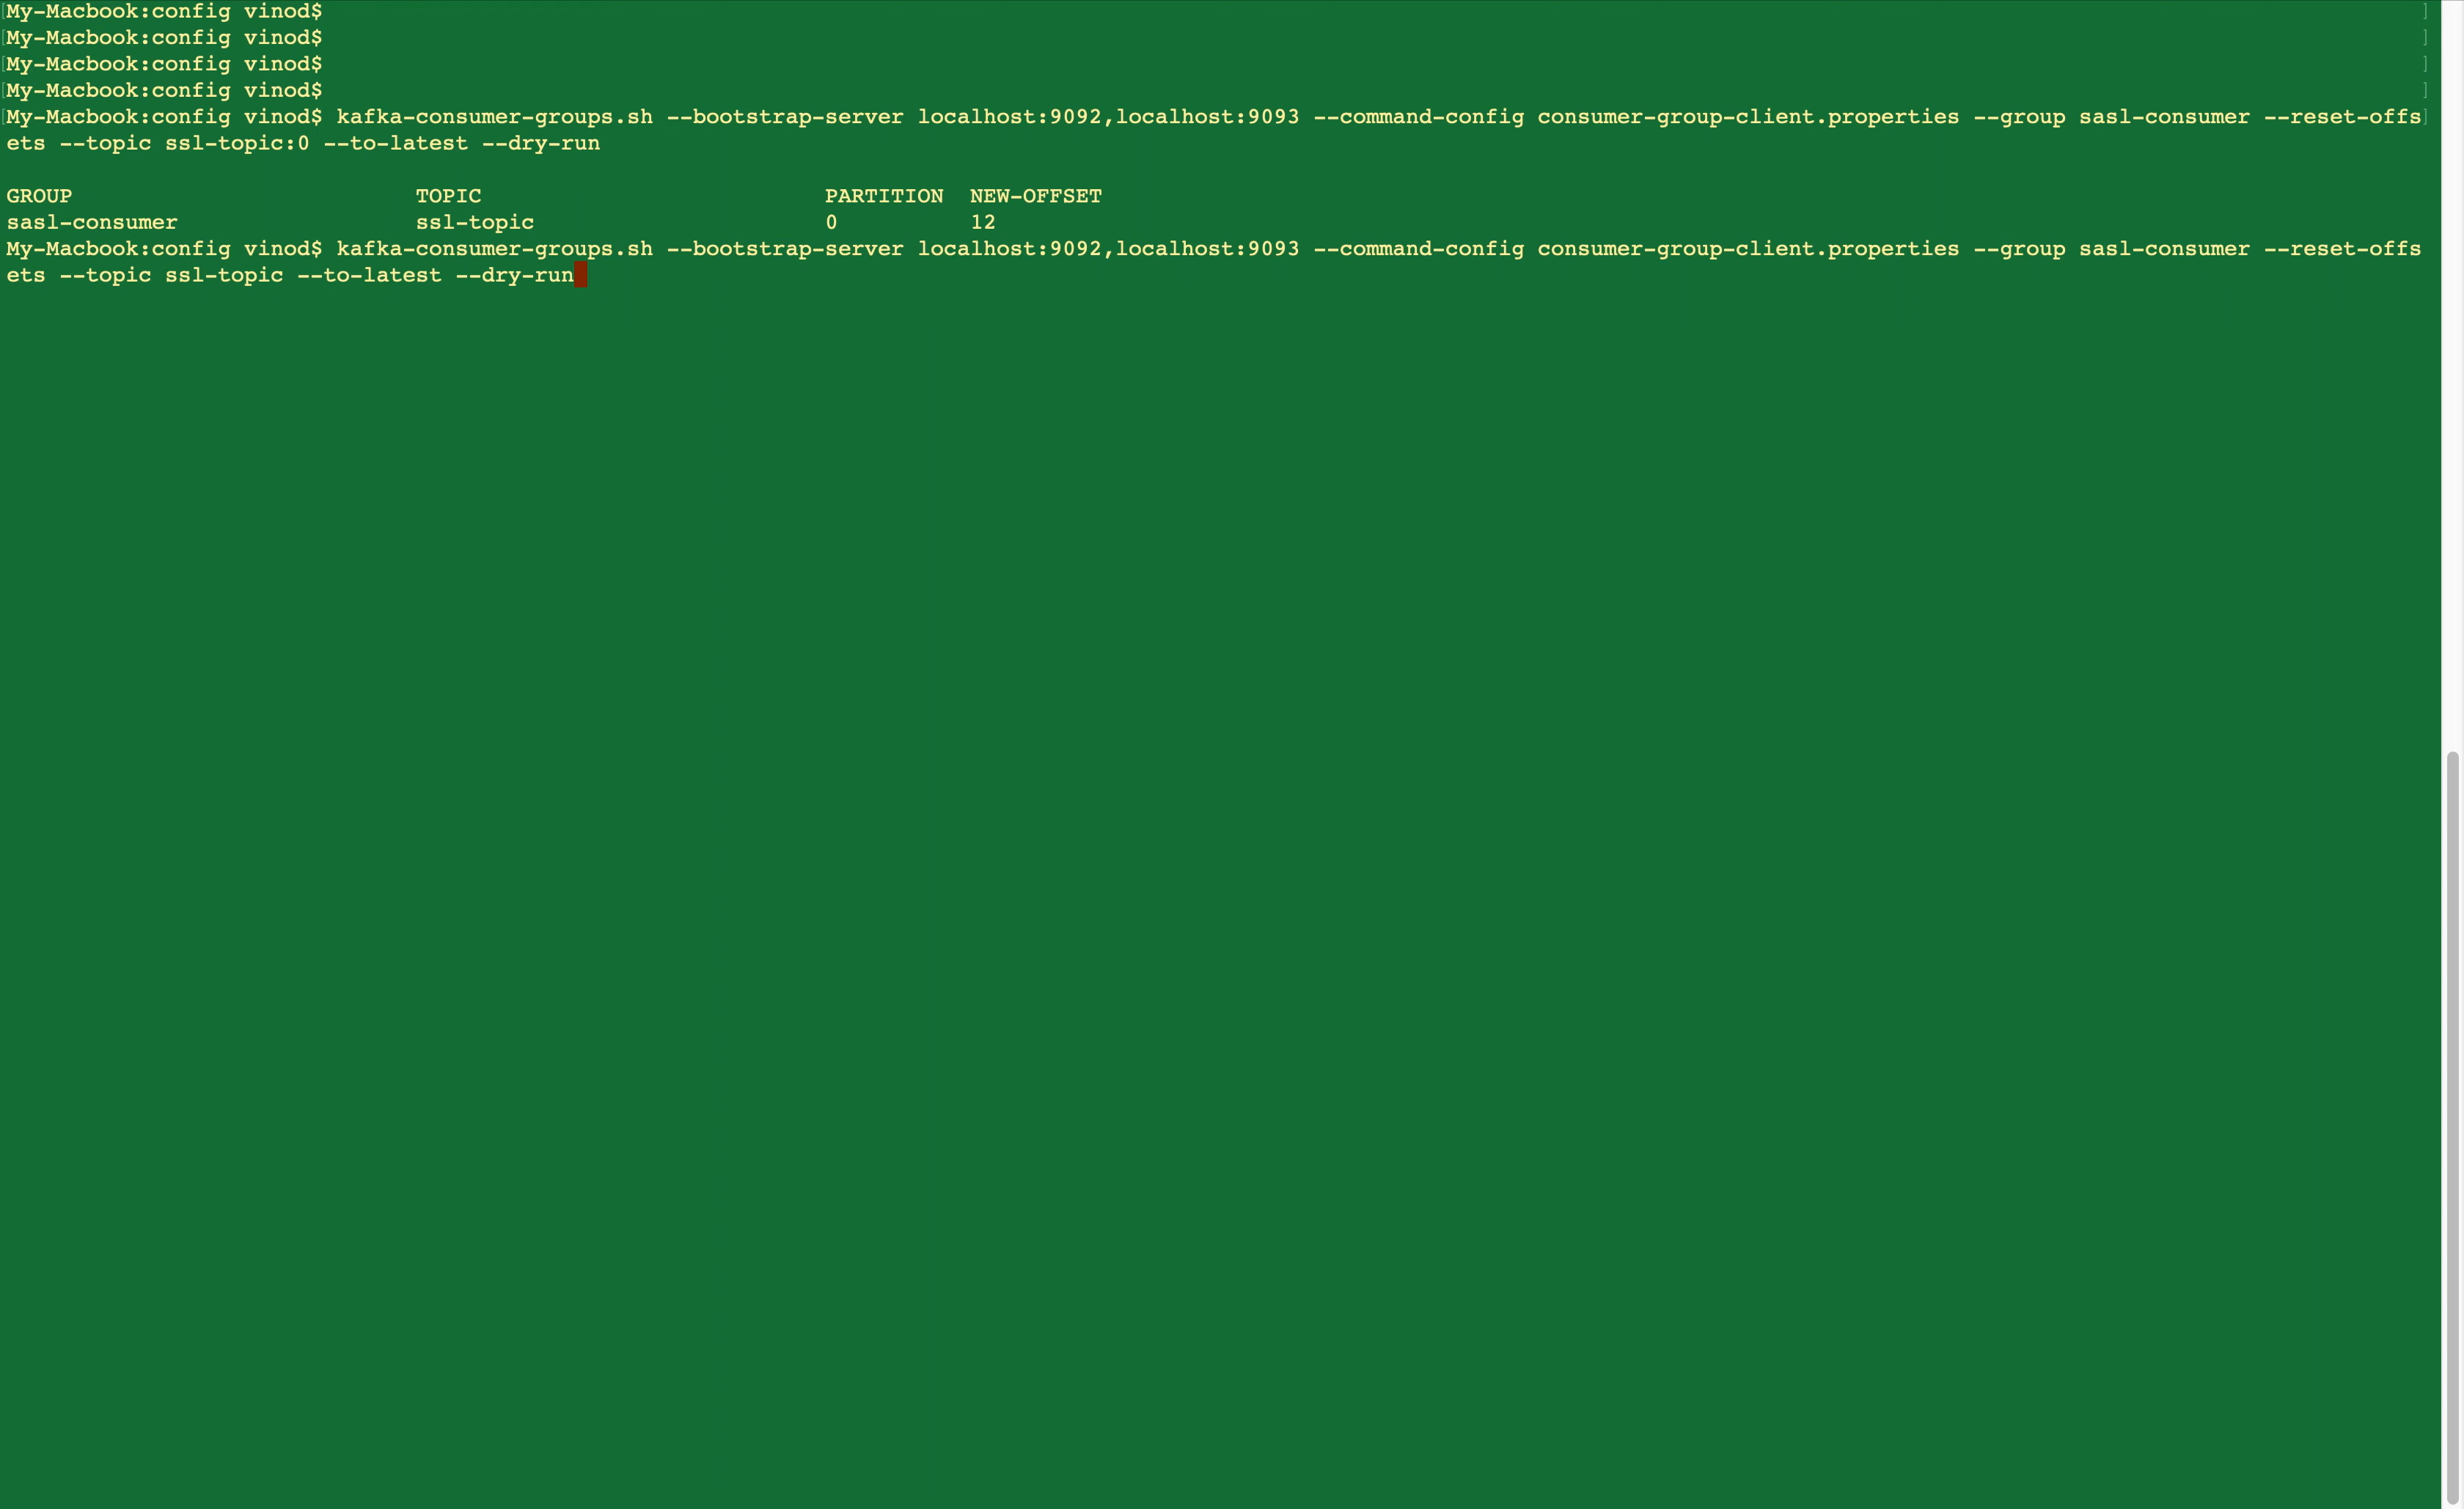 [My-Macbook:config vinod$ ]
[My-Macbook:config vinod$ ]
[My-Macbook:config vinod$ ]
[My-Macbook:config vinod$ ]
[My-Macbook:config vinod$ kafka-consumer-groups.sh --bootstrap-server localhost:9092,localhost:9093 --command-config consumer-group-client.properties --group sasl-consumer --reset-offs]
ets --topic ssl-topic:0 --to-latest --dry-run
GROUP TOPIC PARTITION NEW-OFFSET
sasl-consumer ssl-topic 0 12
My-Macbook:config vinod$ kafka-consumer-groups.sh --bootstrap-server localhost:9092,localhost:9093 --command-config consumer-group-client.properties --group sasl-consumer --reset-offs
ets --topic ssl-topic --to-latest --dry-run